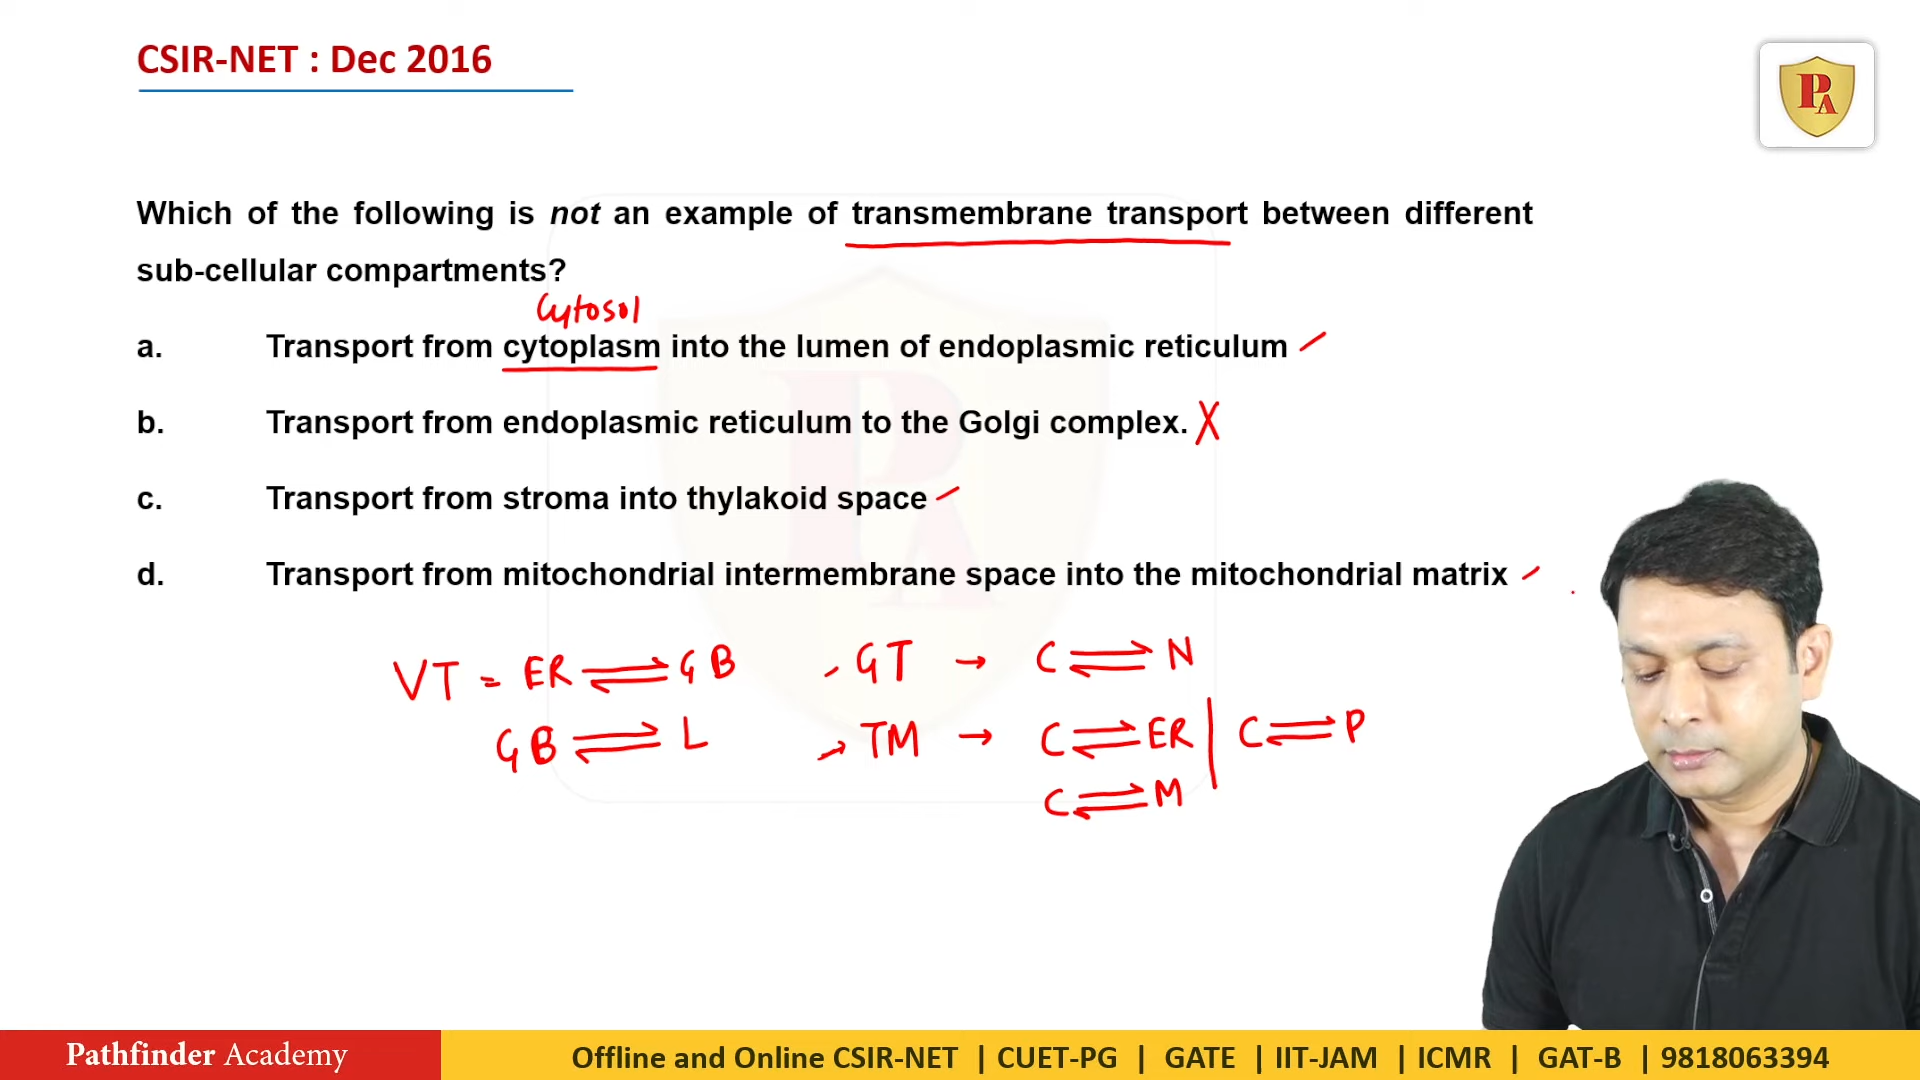 CSIR-NET : Dec 2016
PA
Which of the following is not an example of transmembrane transport between different
sub-cellular compartments?
Cytosol
a. Transport from cytoplasm into the lumen of endoplasmic reticulum
b. Transport from endoplasmic reticulum to the Golgi complex. X
c. Transport from stroma into thylakoid space
d. Transport from mitochondrial intermembrane space into the mitochondrial matrix
VT = ER ⇌ GB GT → C ⇌ N
GB ⇌ L TM → C ⇌ ER | C ⇌ P
C ⇌ M
Pathfinder Academy
Offline and Online CSIR-NET | CUET-PG | GATE | IIT-JAM | ICMR | GAT-B | 9818063394